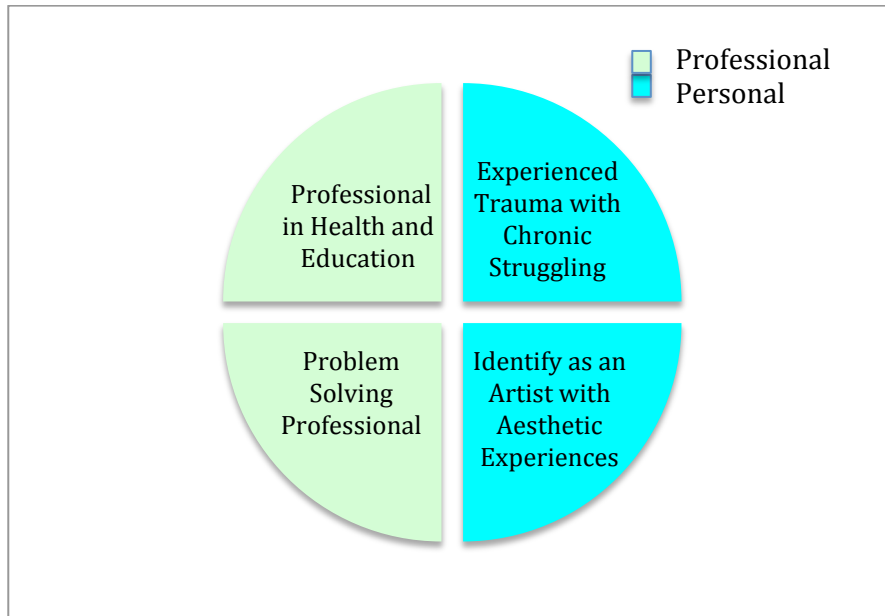 Professional
Personal
Professional
in Health and
Education
Experienced
Trauma with
Chronic
Struggling
Problem
Solving
Professional
Identify as an
Artist with
Aesthetic
Experiences